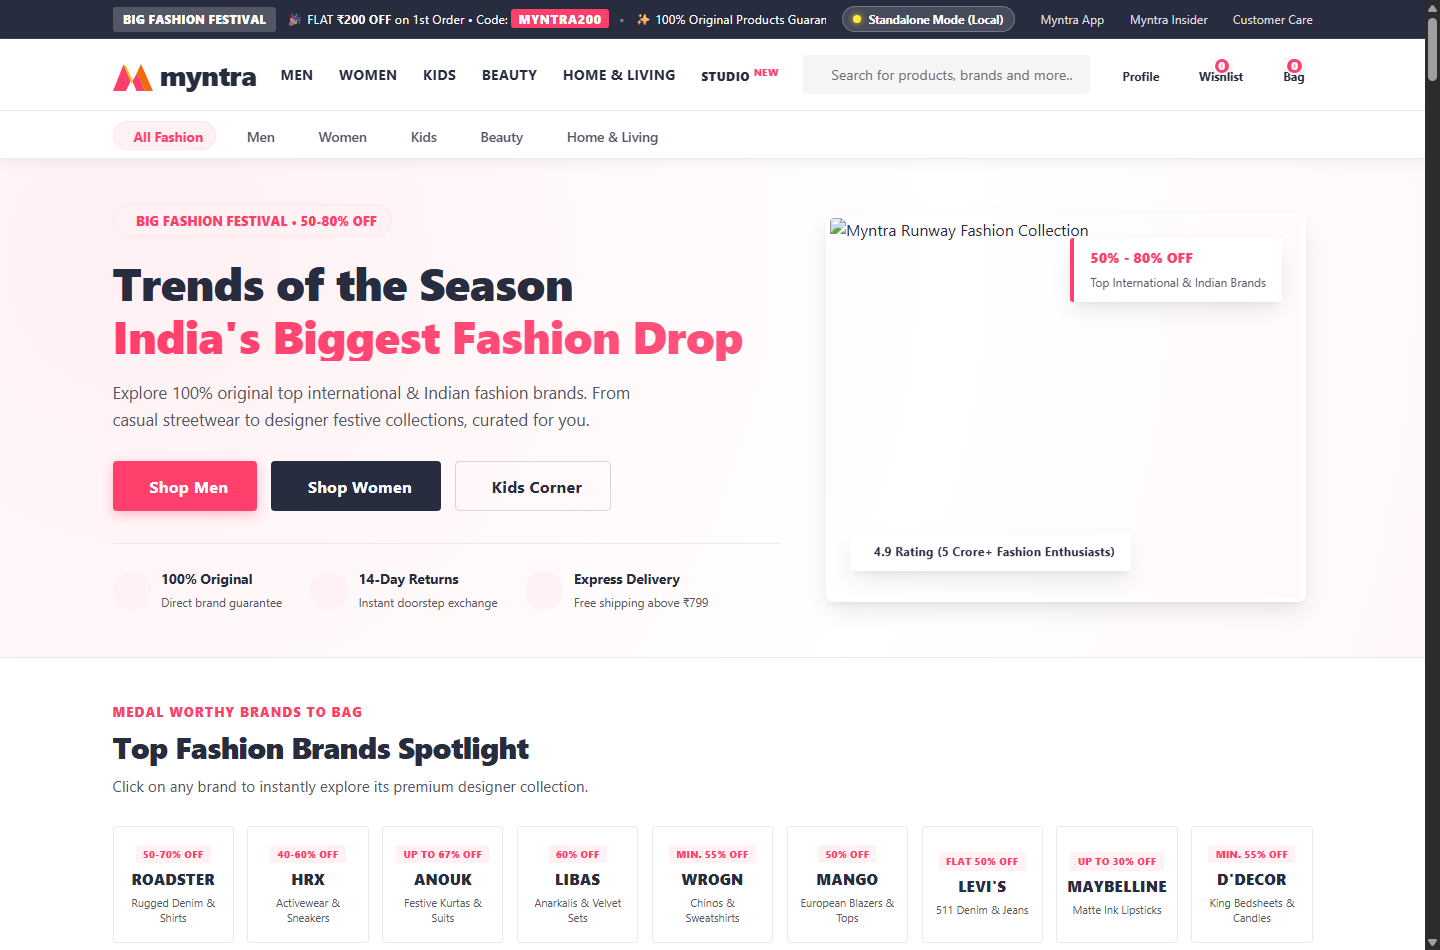 BIG FASHION FESTIVAL
🎉 FLAT ₹200 OFF on 1st Order • Code: MYNTRA200 • ✨ 100% Original Products
Standalone Mode (Local)
Myntra App
Myntra Insider
Customer Care
myntra
MEN
WOMEN
KIDS
BEAUTY
HOME & LIVING
STUDIO NEW
Search for products, brands and more..
Profile
0
Wishlist
0
Bag
All Fashion
Men
Women
Kids
Beauty
Home & Living
BIG FASHION FESTIVAL • 50-80% OFF
Trends of the Season
India's Biggest Fashion Drop
Explore 100% original top international & Indian fashion brands. From
casual streetwear to designer festive collections, curated for you.
Shop Men
Shop Women
Kids Corner
100% Original
Direct brand guarantee
14-Day Returns
Instant doorstep exchange
Express Delivery
Free shipping above ₹799
Myntra Runway Fashion Collection
50% - 80% OFF
Top International & Indian Brands
4.9 Rating (5 Crore+ Fashion Enthusiasts)
MEDAL WORTHY BRANDS TO BAG
Top Fashion Brands Spotlight
Click on any brand to instantly explore its premium designer collection.
50-70% OFF
ROADSTER
Rugged Denim &
Shirts
40-60% OFF
HRX
Activewear &
Sneakers
UP TO 67% OFF
ANOUK
Festive Kurtas &
Suits
60% OFF
LIBAS
Anarkalis & Velvet
Sets
MIN. 55% OFF
WROGN
Chinos &
Sweatshirts
50% OFF
MANGO
European Blazers &
Tops
FLAT 50% OFF
LEVI'S
511 Denim & Jeans
UP TO 30% OFF
MAYBELLINE
Matte Ink Lipsticks
MIN. 55% OFF
D'DECOR
King Bedsheets &
Candles